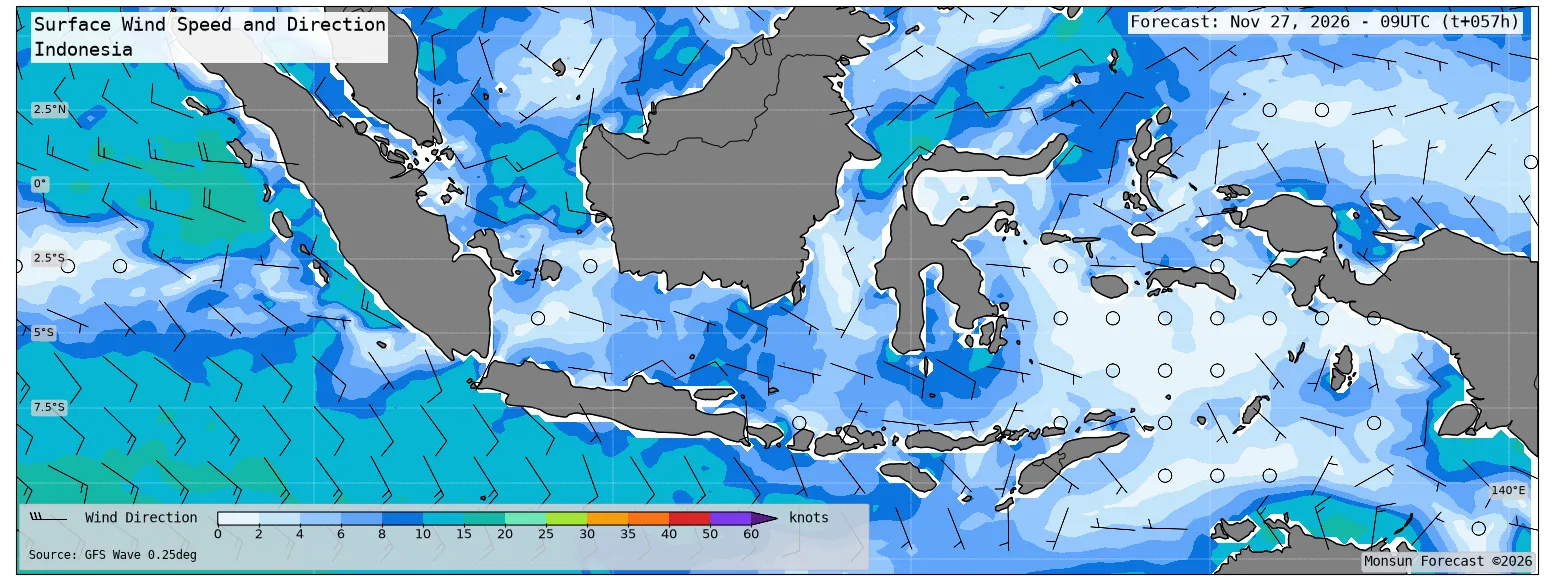 Surface Wind Speed and Direction
Indonesia
Forecast: Nov 27, 2026 - 09UTC (t+057h)
2.5°N
0°
2.5°S
5°S
7.5°S
140°E
Wind Direction
0 2 4 6 8 10 15 20 25 30 35 40 50 60
knots
Source: GFS Wave 0.25deg
Monsun Forecast ©2026